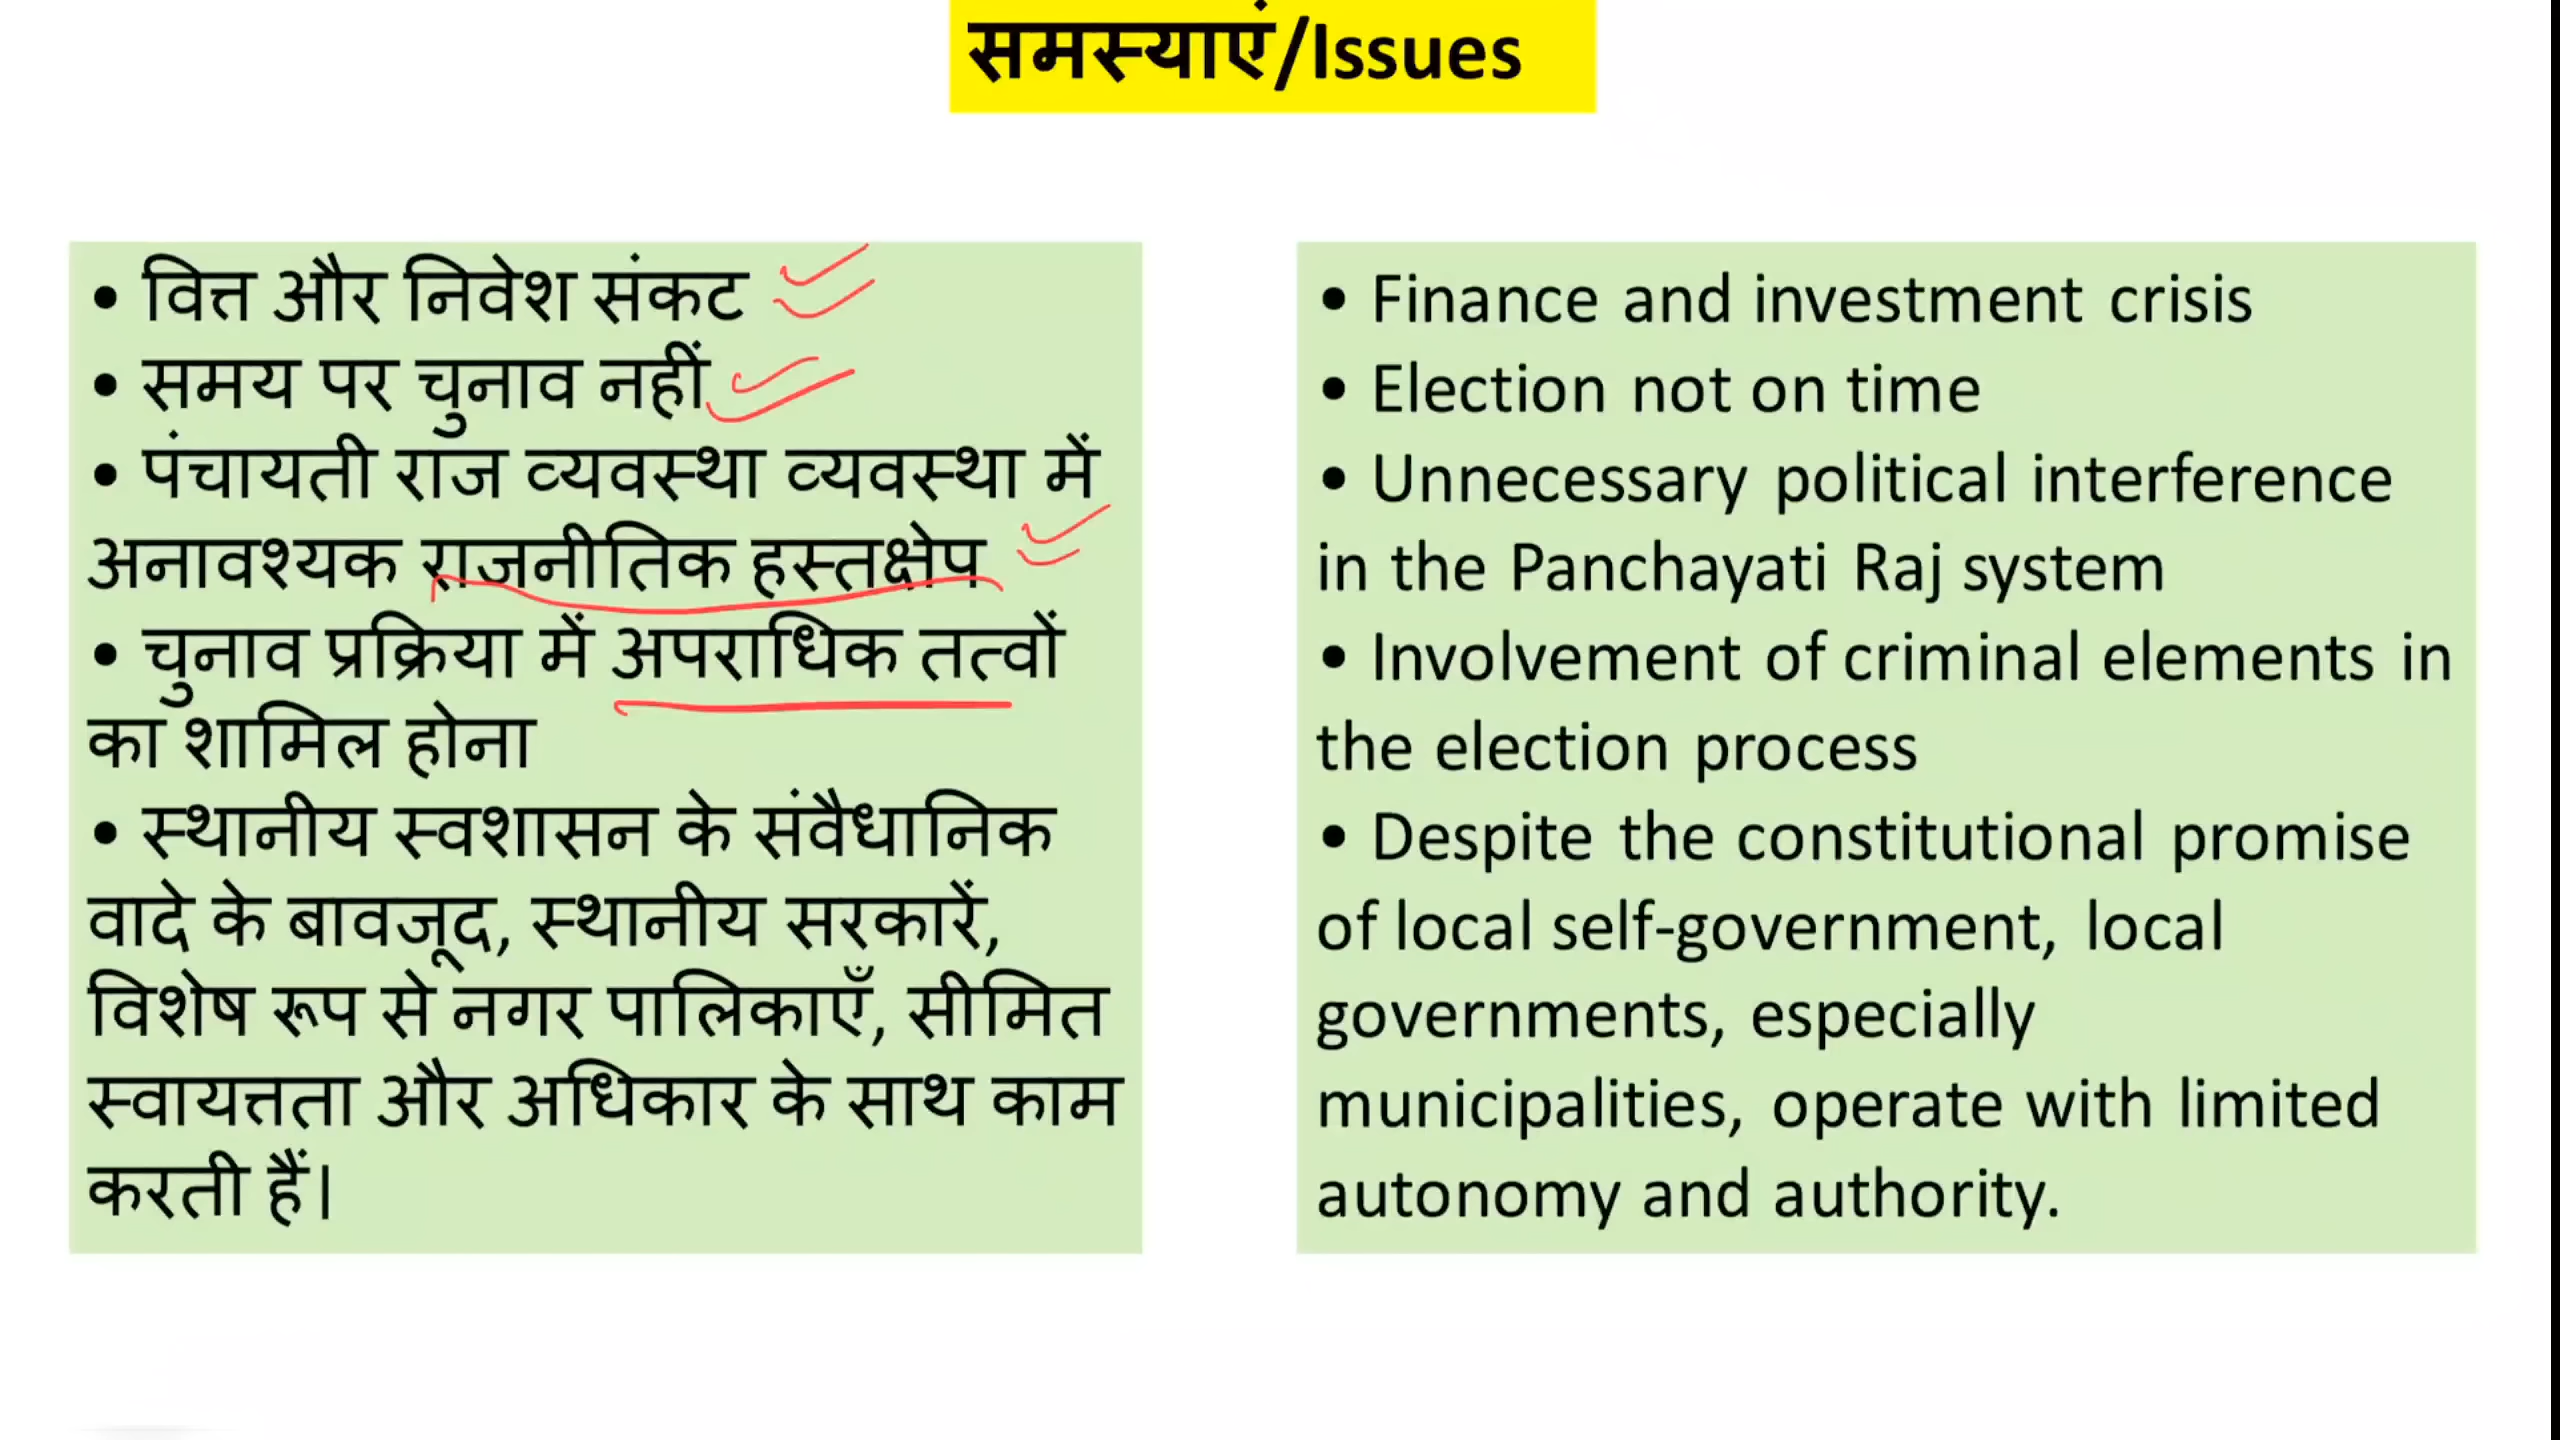 समस्याएं/Issues
• वित्त और निवेश संकट
• समय पर चुनाव नहीं
• पंचायती राज व्यवस्था व्यवस्था में
अनावश्यक राजनीतिक हस्तक्षेप
• चुनाव प्रक्रिया में अपराधिक तत्वों
का शामिल होना
• स्थानीय स्वशासन के संवैधानिक
वादे के बावजूद, स्थानीय सरकारें,
विशेष रूप से नगर पालिकाएँ, सीमित
स्वायत्तता और अधिकार के साथ काम
करती हैं।
• Finance and investment crisis
• Election not on time
• Unnecessary political interference
in the Panchayati Raj system
• Involvement of criminal elements in
the election process
• Despite the constitutional promise
of local self-government, local
governments, especially
municipalities, operate with limited
autonomy and authority.